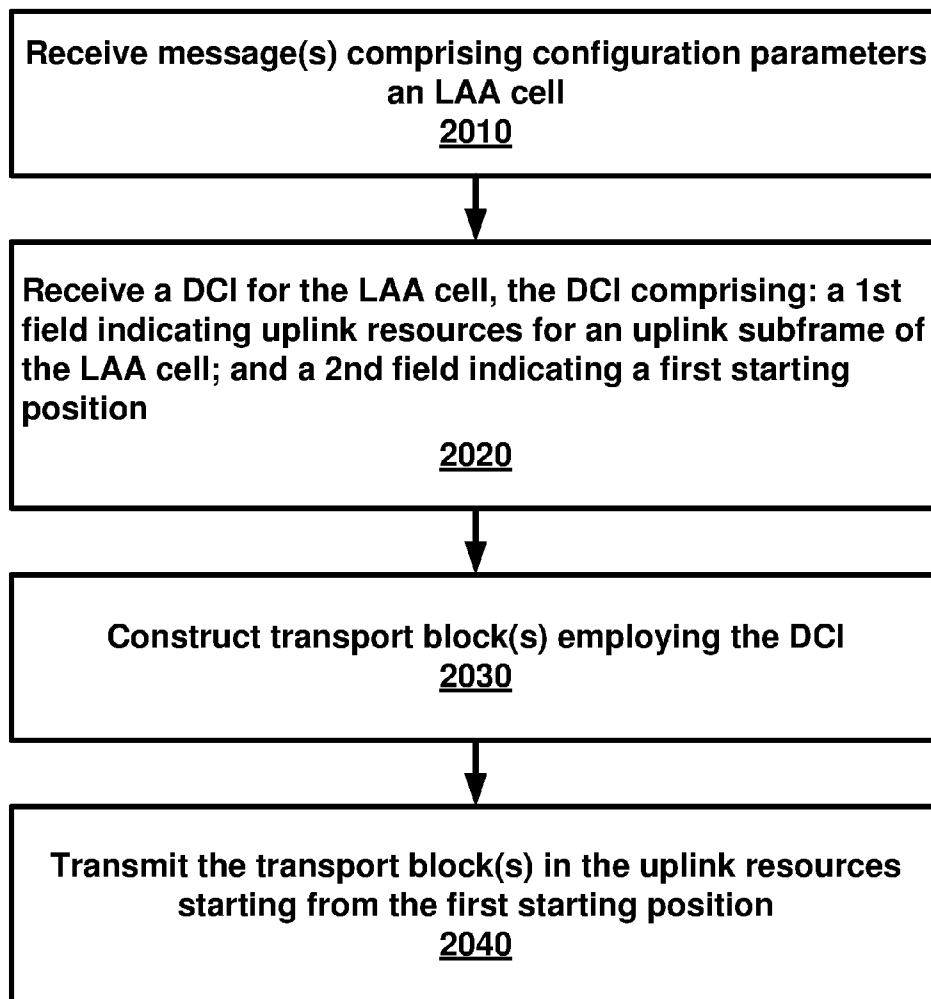 Receive message(s) comprising configuration parameters
an LAA cell
2010
Receive a DCI for the LAA cell, the DCI comprising: a 1st
field indicating uplink resources for an uplink subframe of
the LAA cell; and a 2nd field indicating a first starting
position
2020
Construct transport block(s) employing the DCI
2030
Transmit the transport block(s) in the uplink resources
starting from the first starting position
2040